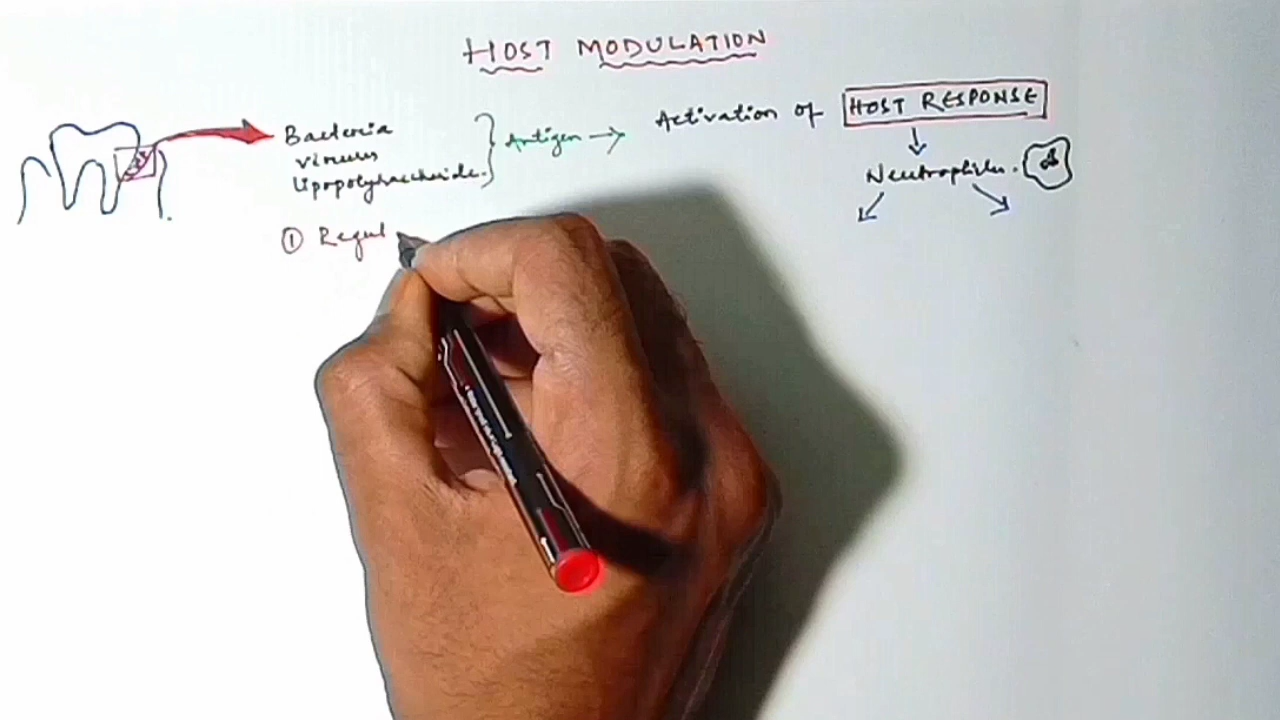 HOST MODULATION
Bacteria
viruses
Lipopolysaccharide.
Antigen →
Activation of HOST RESPONSE
Neutrophils.
① Regul